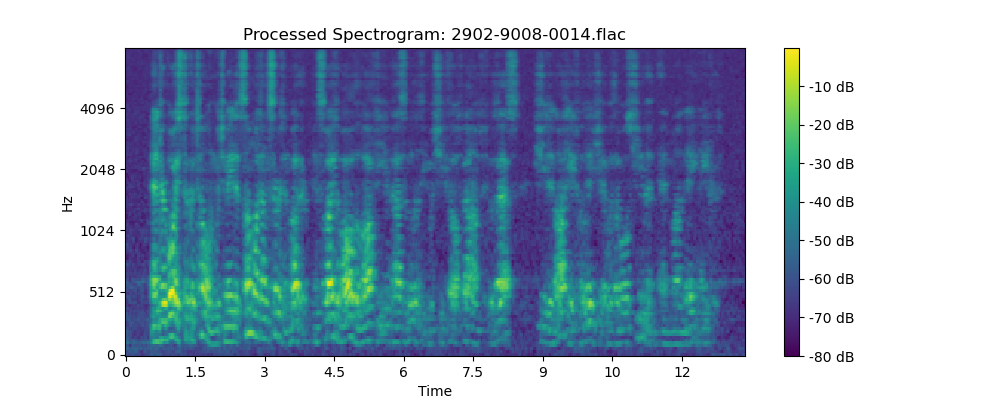 Processed Spectrogram: 2902-9008-0014.flac
Hz
4096
2048
1024
512
0
0 1.5 3 4.5 6 7.5 9 10 12
Time
-10 dB
-20 dB
-30 dB
-40 dB
-50 dB
-60 dB
-70 dB
-80 dB